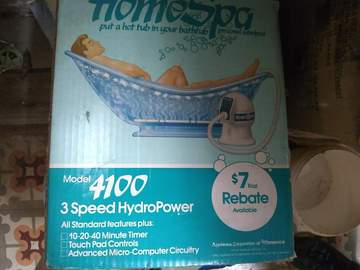 HomeSpa
put a hot tub in your bathtub
Model 4100
3 Speed HydroPower
All Standard features plus:
10-20-40 Minute Timer
Touch Pad Controls
Advanced Micro-Computer Circuitry
$7
Rebate
Available